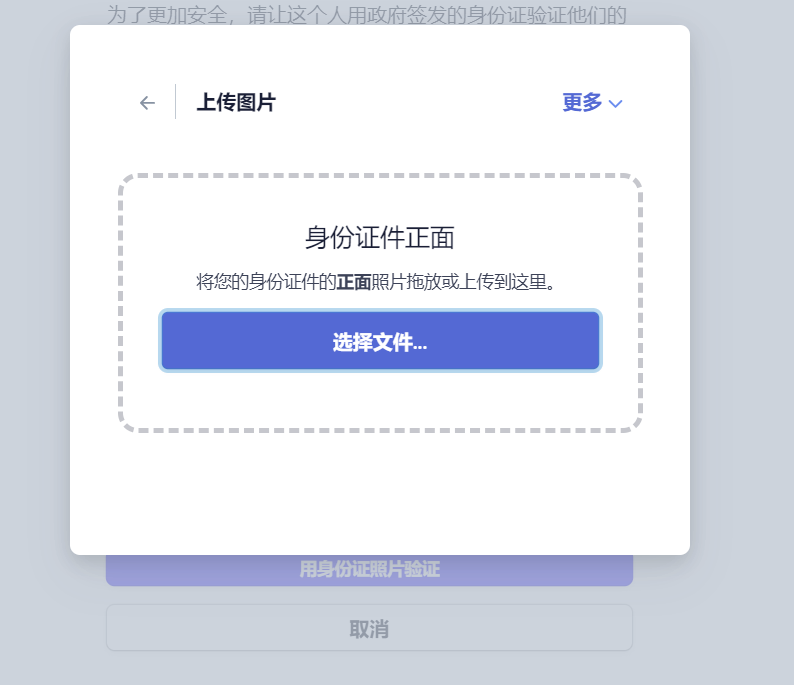 为了更加安全，请让这个人用政府签发的身份证验证他们的
上传图片
更多
身份证件正面
将您的身份证件的正面照片拖放或上传到这里。
选择文件...
用身份证照片验证
取消